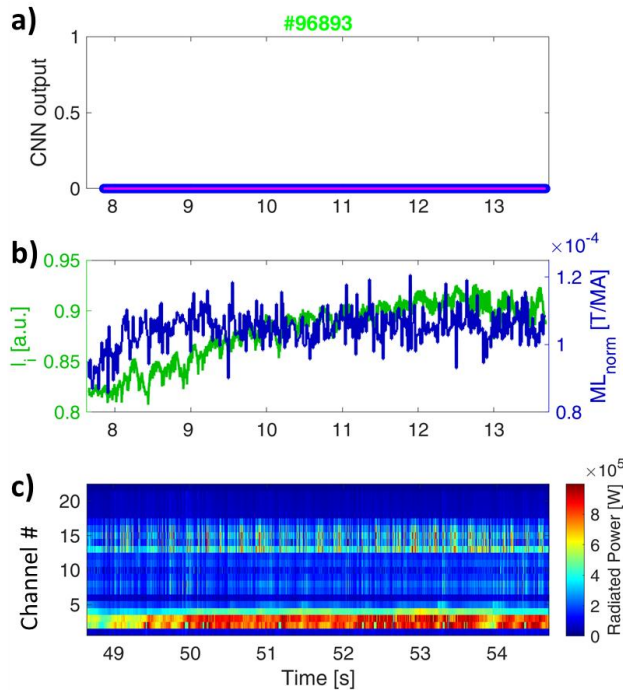 a)
#96893
CNN output
1
0.5
0
8 9 10 11 12 13
b)
×10⁻⁴
l_i [a.u.]
0.95
0.9
0.85
0.8
1.2
1
0.8
ML_norm [T/MA]
8 9 10 11 12 13
c)
×10⁵
Channel #
20
15
10
5
8
6
4
2
0
Radiated Power [W]
49 50 51 52 53 54
Time [s]